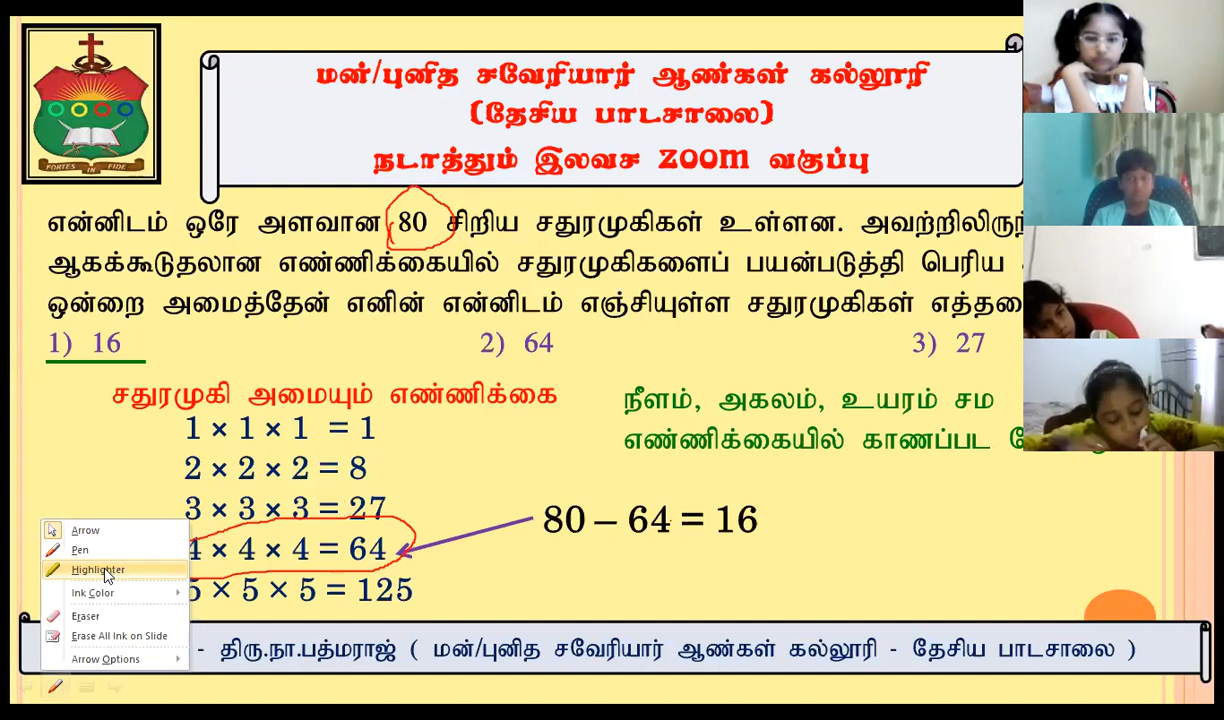 மன்/புனித சவேரியார் ஆண்கள் கல்லூரி
(தேசிய பாடசாலை)
நடாத்தும் இலவச ZOOM வகுப்பு
FORTES IN FIDE
என்னிடம் ஒரே அளவான 80 சிறிய சதுரமுகிகள் உள்ளன.
ஆகக்கூடுதலான எண்ணிக்கையில் சதுரமுகிகளைப் பயன்படுத்தி பெரிய
ஒன்றை அமைத்தேன் எனின் என்னிடம் எஞ்சியுள்ள சதுரமுகிகள்
1) 16 2) 64 3) 27
சதுரமுகி அமையும் எண்ணிக்கை
1 × 1 × 1 = 1
2 × 2 × 2 = 8
3 × 3 × 3 = 27
4 × 4 × 4 = 64
5 × 5 × 5 = 125
நீளம், அகலம், உயரம் சம
எண்ணிக்கையில் காணப்பட
80 – 64 = 16
Arrow
Pen
Highlighter
Ink Color
Eraser
Erase All Ink on Slide
Arrow Options
- திரு.நா.பத்மராஜ் ( மன்/புனித சவேரியார் ஆண்கள் கல்லூரி - தேசிய பாடசாலை )